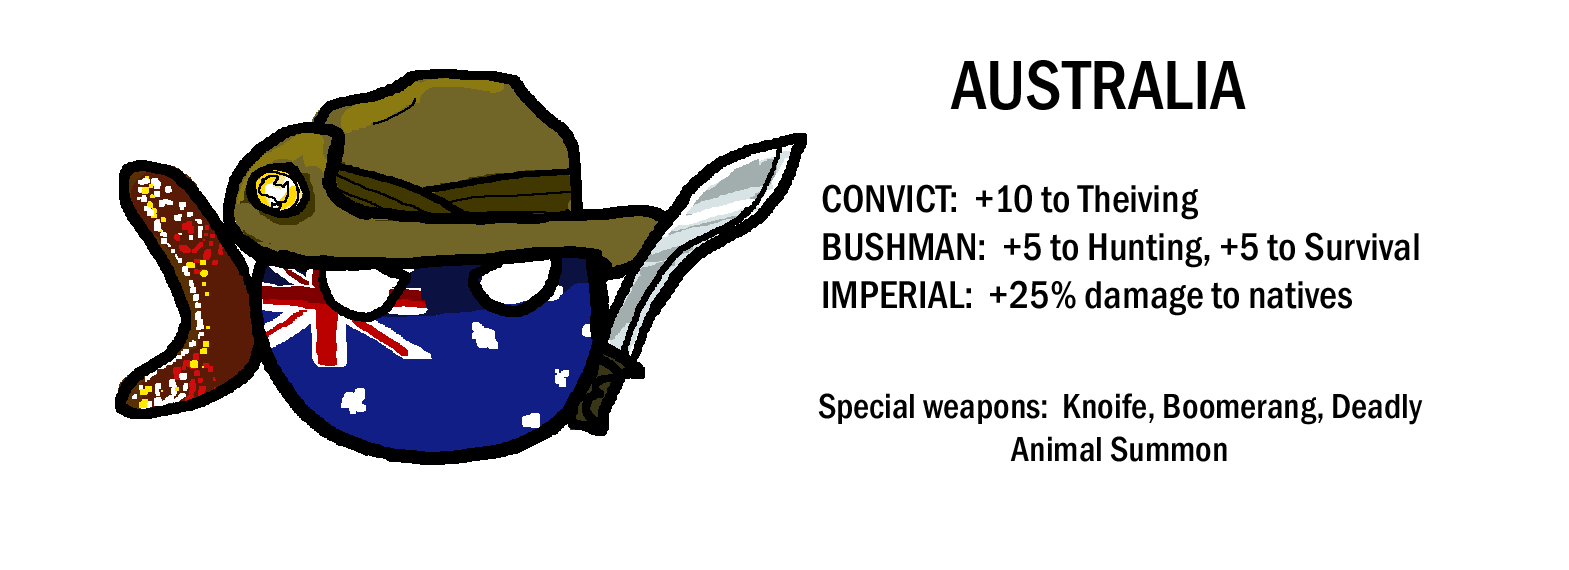 AUSTRALIA
CONVICT: +10 to Theiving
BUSHMAN: +5 to Hunting, +5 to Survival
IMPERIAL: +25% damage to natives
Special weapons: Knoife, Boomerang, Deadly
Animal Summon